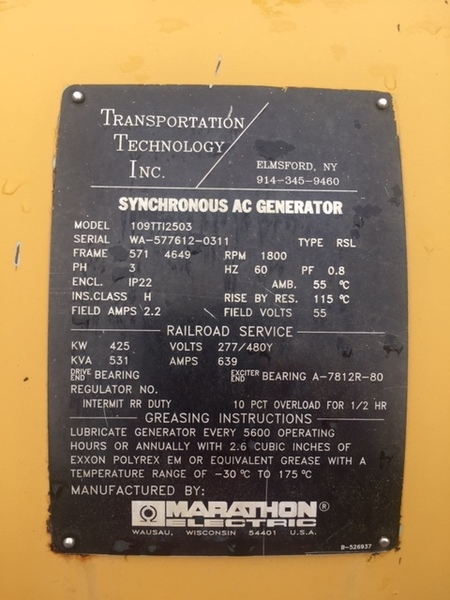 TRANSPORTATION
TECHNOLOGY
INC.
ELMSFORD, NY
914-345-9460
SYNCHRONOUS AC GENERATOR
MODEL 109TTI2503
SERIAL WA-577612-0311 TYPE RSL
FRAME 571 4649 RPM 1800
PH 3 HZ 60 PF 0.8
ENCL. IP22 AMB. 55 °C
INS.CLASS H RISE BY RES. 115 °C
FIELD AMPS 2.2 FIELD VOLTS 55
RAILROAD SERVICE
KW 425 VOLTS 277/480Y
KVA 531 AMPS 639
DRIVE END BEARING EXCITER END BEARING A-7812R-80
REGULATOR NO.
INTERMIT RR DUTY 10 PCT OVERLOAD FOR 1/2 HR
GREASING INSTRUCTIONS
LUBRICATE GENERATOR EVERY 5600 OPERATING
HOURS OR ANNUALLY WITH 2.6 CUBIC INCHES OF
EXXON POLYREX EM OR EQUIVALENT GREASE WITH A
TEMPERATURE RANGE OF -30 °C TO 175 °C
MANUFACTURED BY:
MARATHON®
ELECTRIC
WAUSAU, WISCONSIN 54401 U.S.A.
B-526937